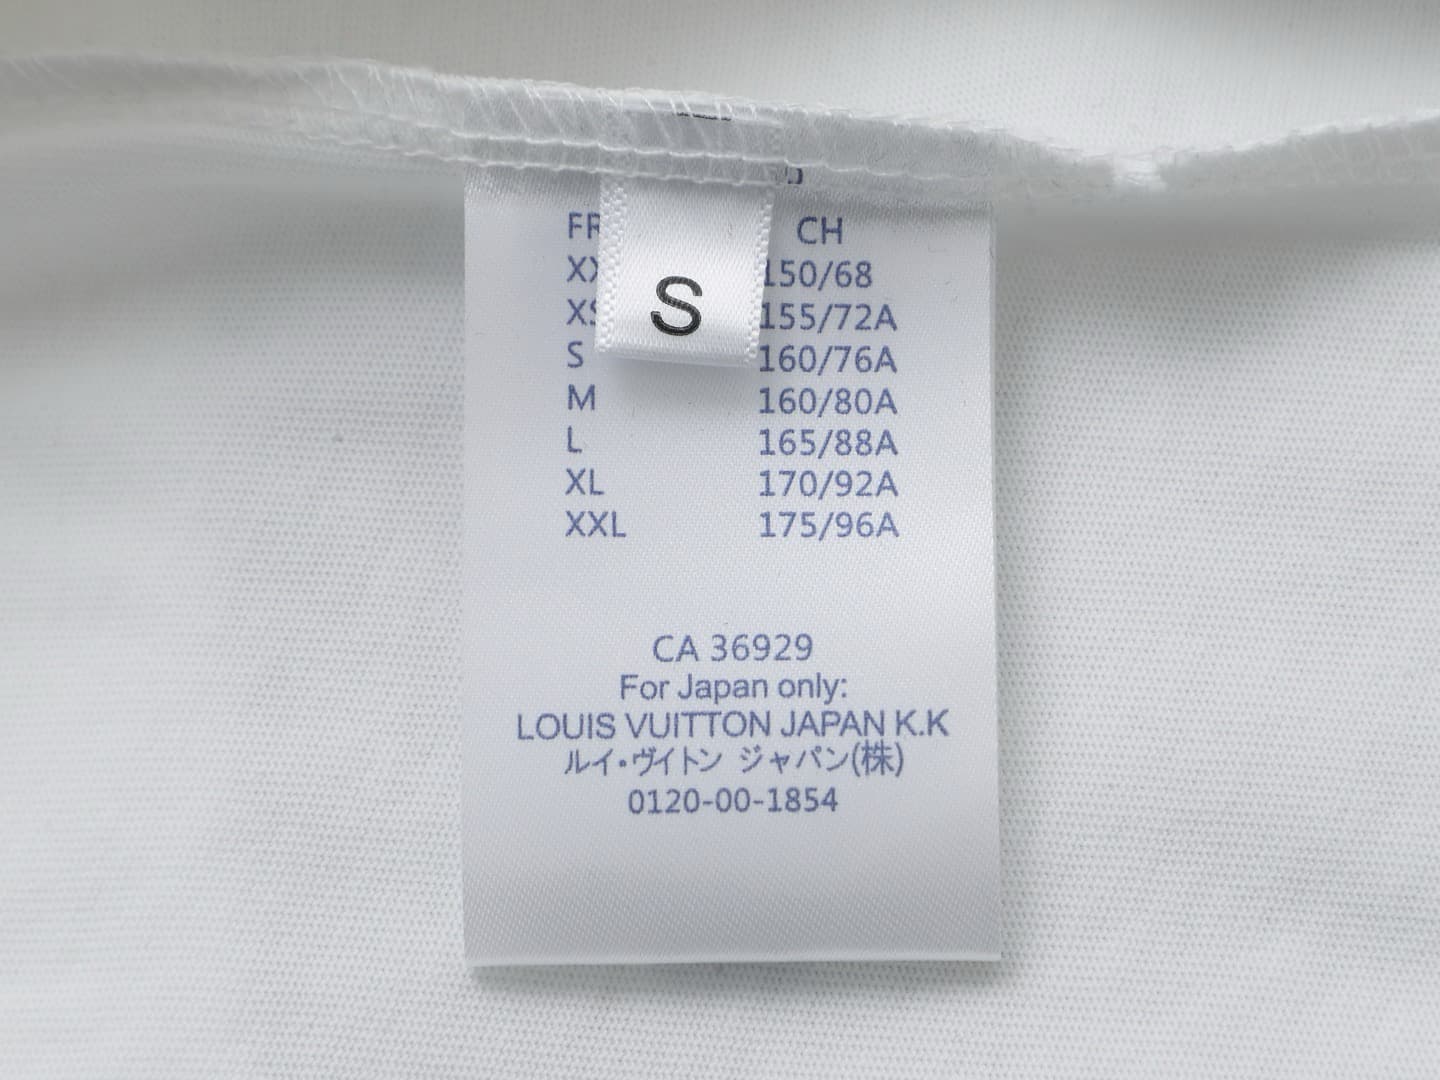 FR CH
150/68
155/72A
S
S 160/76A
M 160/80A
L 165/88A
XL 170/92A
XXL 175/96A
CA 36929
For Japan only:
LOUIS VUITTON JAPAN K.K
ルイ・ヴィトン ジャパン(株)
0120-00-1854